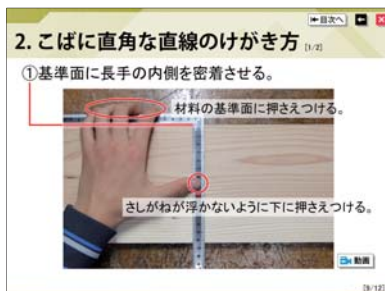 目次へ
2. こばに直角な直線のけがき方 [1/2]
①基準面に長手の内側を密着させる。
材料の基準面に押さえつける。
さしがねが浮かないように下に押さえつける。
動画
[9/12]